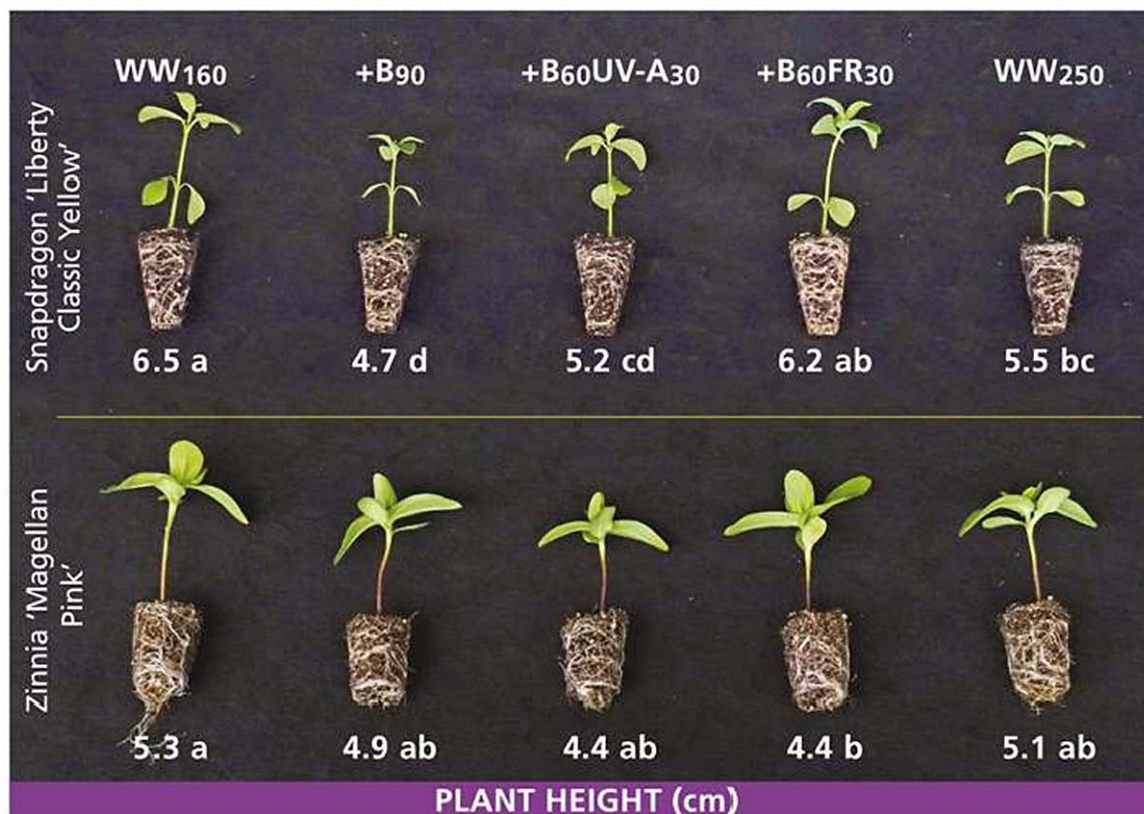 WW160 +B90 +B60UV-A30 +B60FR30 WW250
Snapdragon 'Liberty
Classic Yellow'
6.5 a 4.7 d 5.2 cd 6.2 ab 5.5 bc
Zinnia 'Magellan
Pink'
5.3 a 4.9 ab 4.4 ab 4.4 b 5.1 ab
PLANT HEIGHT (cm)